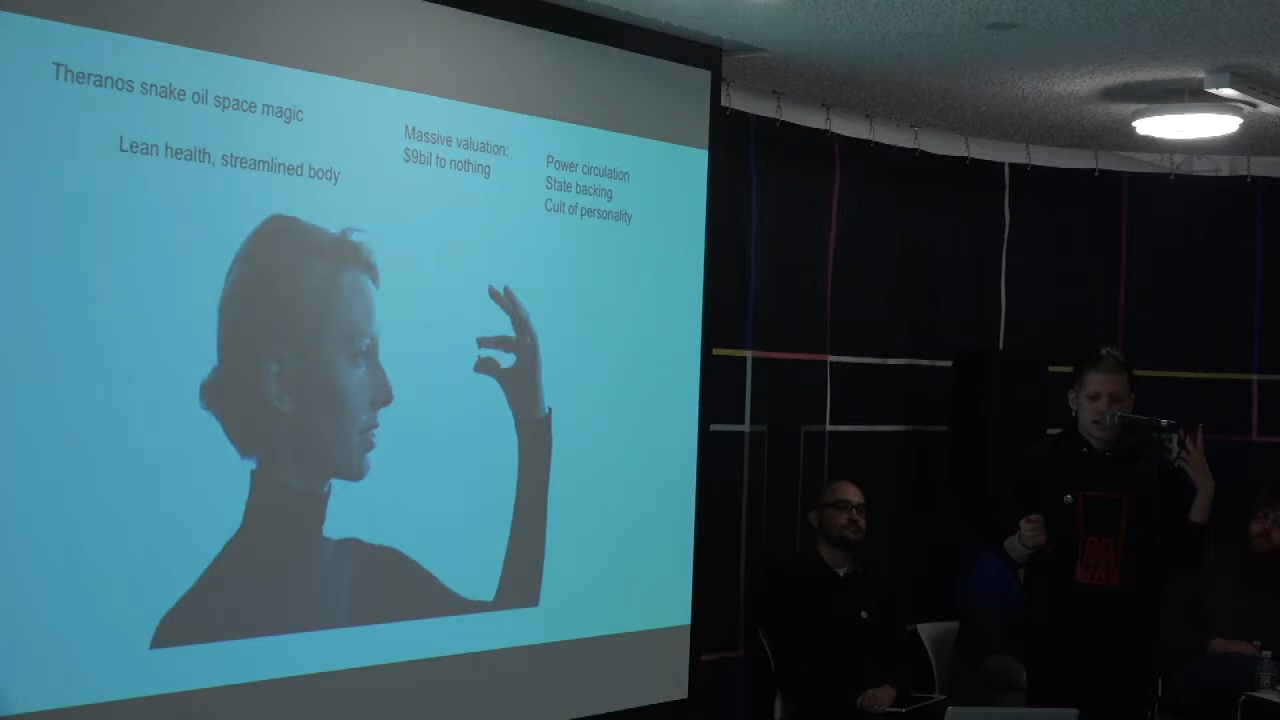 Theranos snake oil space magic
Lean health, streamlined body
Massive valuation:
$9bil to nothing
Power circulation
State backing
Cult of personality